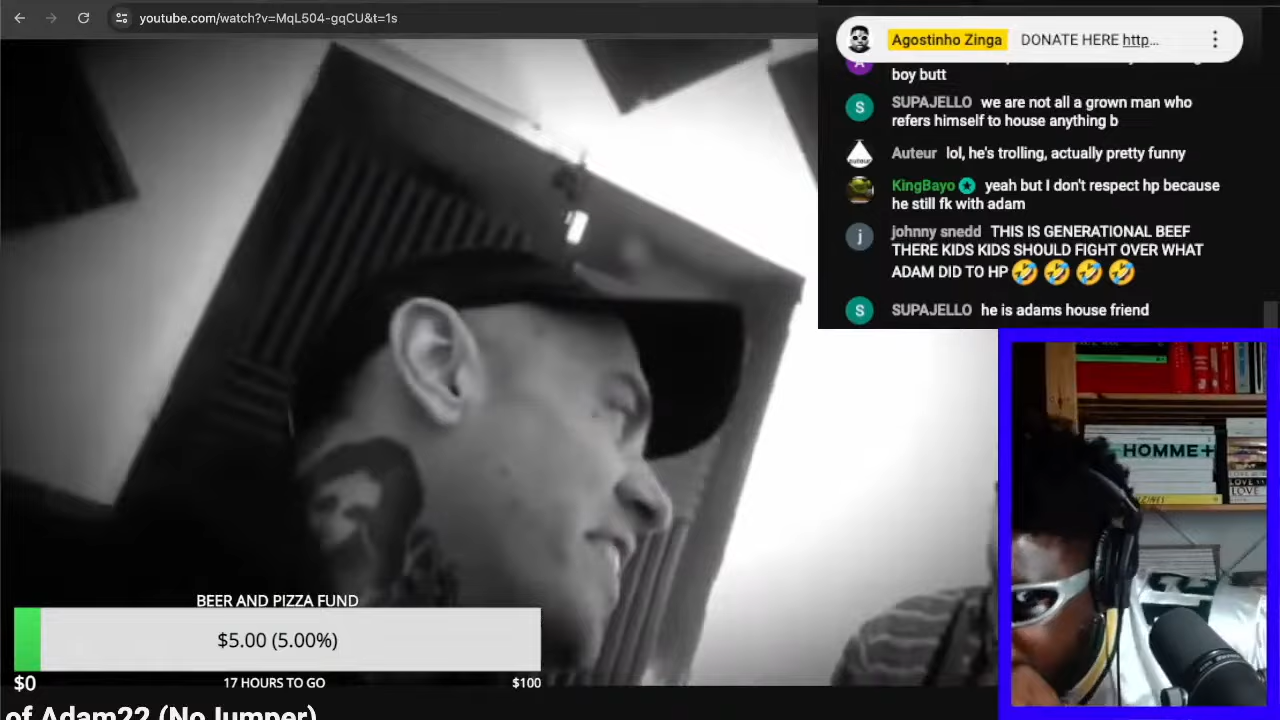 youtube.com/watch?v=MqL504-gqCU&t=1s
Agostinho Zinga DONATE HERE http...
boy butt
SUPAJELLO we are not all a grown man who
refers himself to house anything b
Auteur lol, he's trolling, actually pretty funny
KingBayo yeah but I don't respect hp because
he still fk with adam
johnny snedd THIS IS GENERATIONAL BEEF
THERE KIDS KIDS SHOULD FIGHT OVER WHAT
ADAM DID TO HP 🤣 🤣 🤣 🤣
SUPAJELLO he is adams house friend
HOMME+
LOVE
LOVE
BEER AND PIZZA FUND
$5.00 (5.00%)
$0 17 HOURS TO GO $100
of Adam22 (No Jumper)